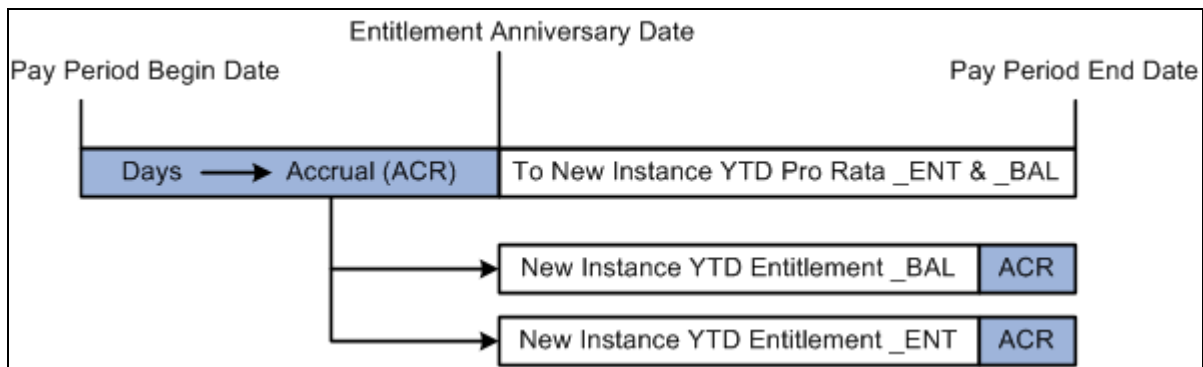 Entitlement Anniversary Date
Pay Period Begin Date
Pay Period End Date
Days
Accrual (ACR)
To New Instance YTD Pro Rata _ENT & _BAL
New Instance YTD Entitlement _BAL
ACR
New Instance YTD Entitlement _ENT
ACR